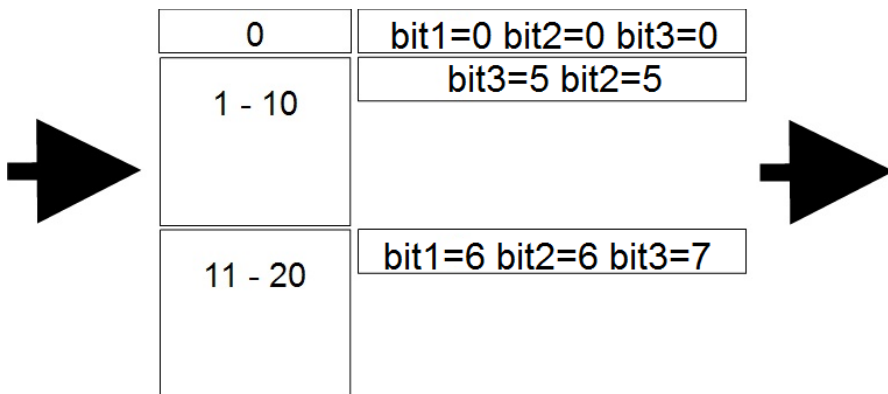 0 bit1=0 bit2=0 bit3=0
1 - 10 bit3=5 bit2=5
11 - 20 bit1=6 bit2=6 bit3=7